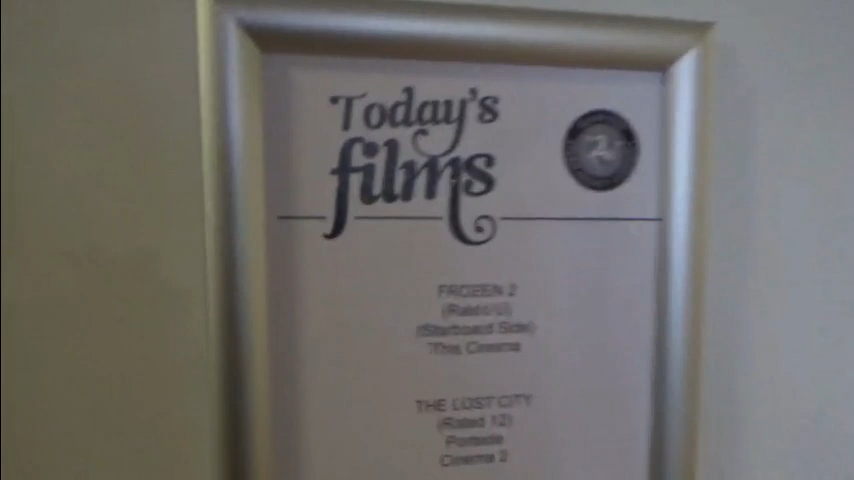 Today's
films
FROZEN 2
(Rated U)
(Starboard Side)
This Cinema
THE LOST CITY
(Rated 12)
Portside
Cinema 2